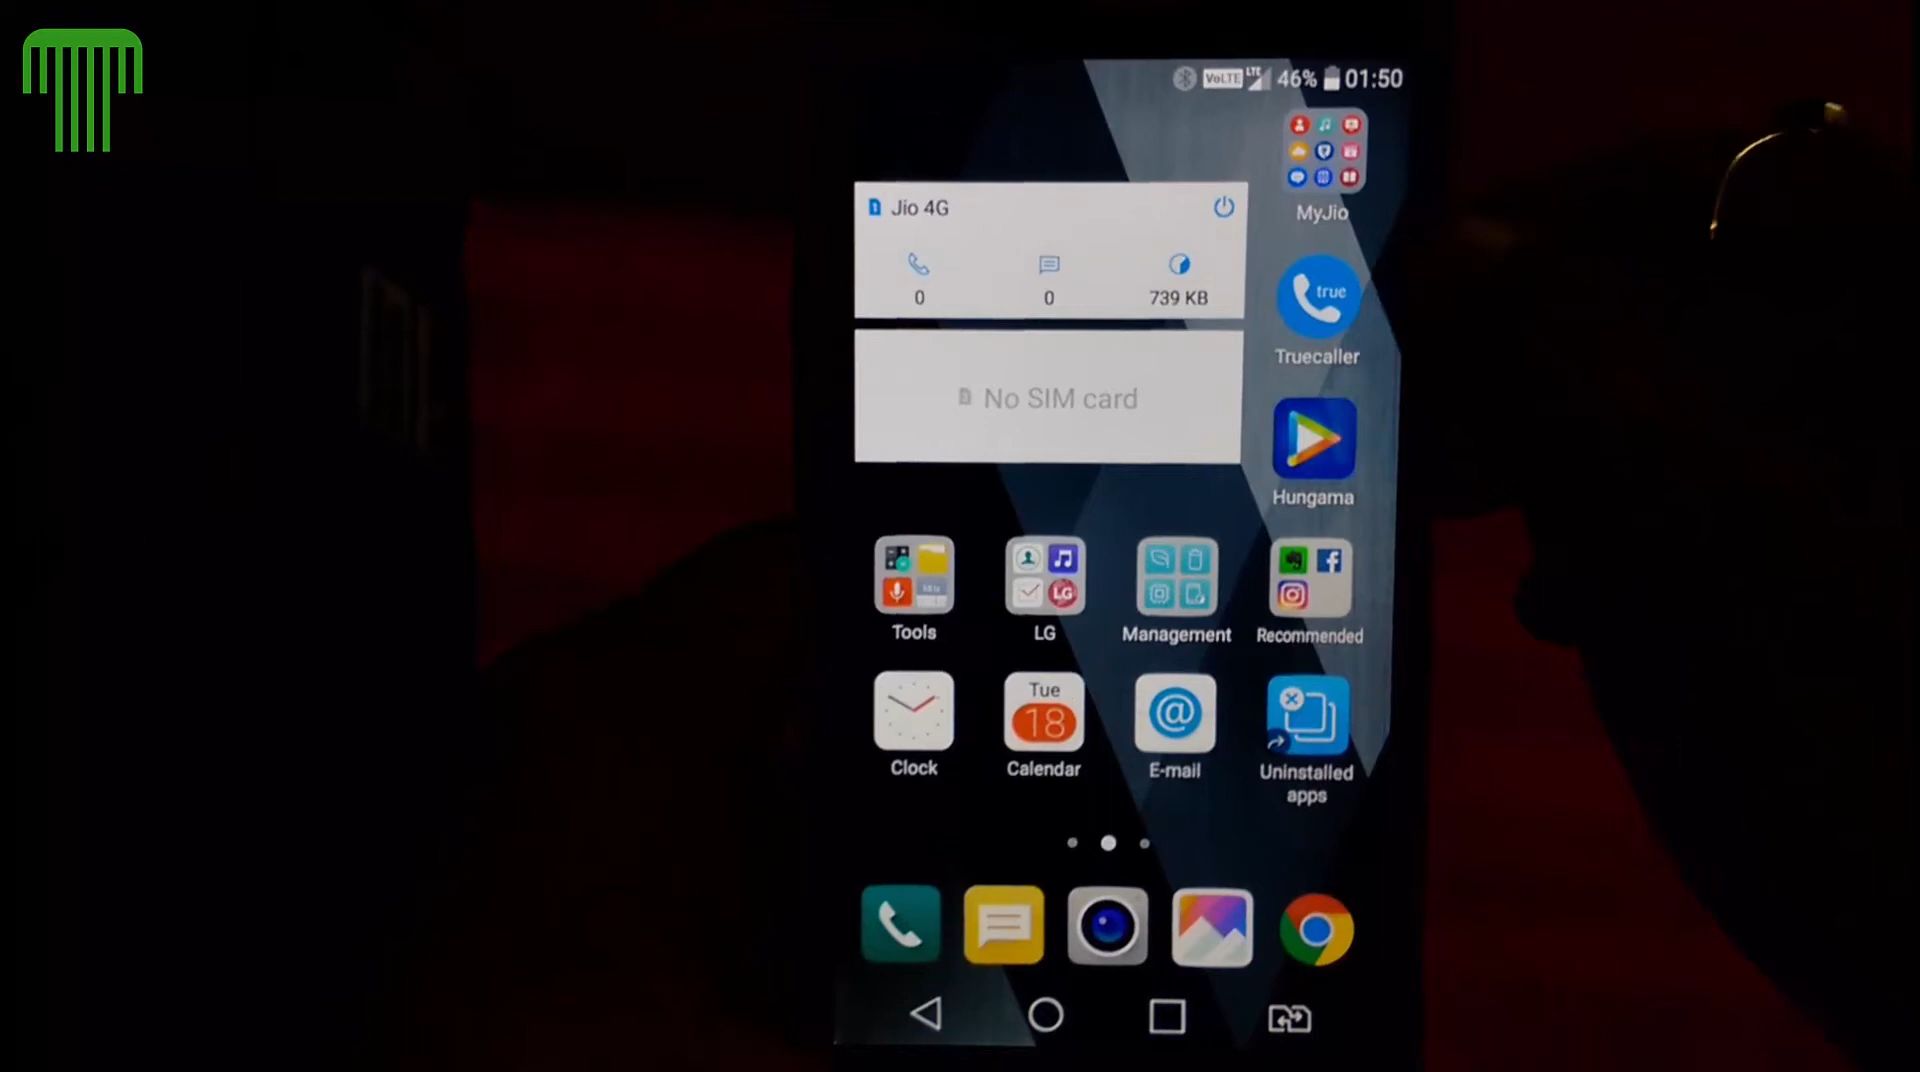 VoLTE LTE 46% 01:50
MyJio
Jio 4G
0
0
739 KB
true
Truecaller
No SIM card
Hungama
LG
Tools
LG
Management
Recommended
Tue
18
Clock
Calendar
E-mail
Uninstalled
apps